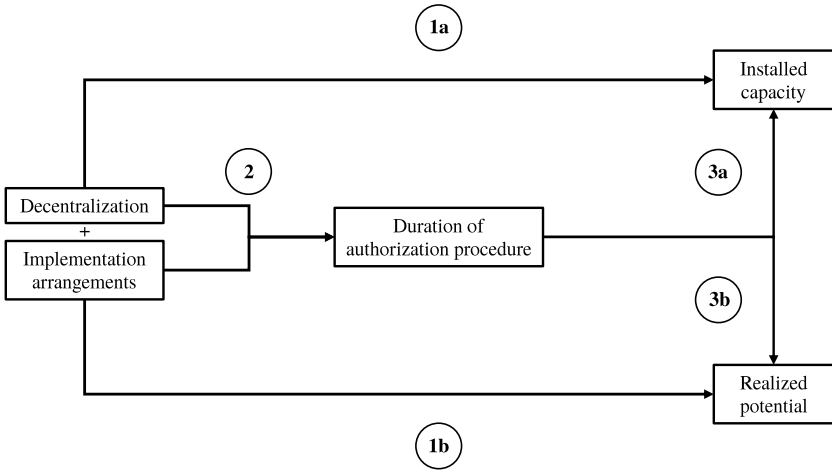 1a
Installed
capacity
2
3a
Decentralization
+
Implementation
arrangements
Duration of
authorization procedure
3b
Realized
potential
1b